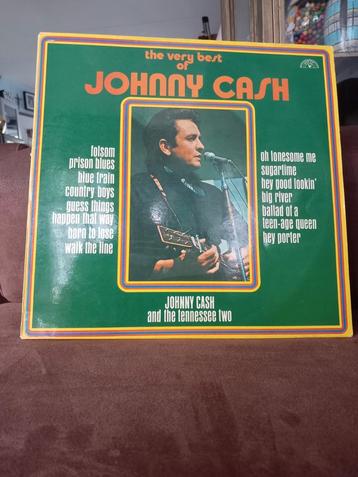 the very best
of
JOHNNY CASH
folsom
prison blues
blue train
country boys
guess things
happen that way
born to lose
walk the line
oh lonesome me
sugartime
hey good lookin'
big river
ballad of a
teen-age queen
hey porter
JOHNNY CASH
and the tennessee two